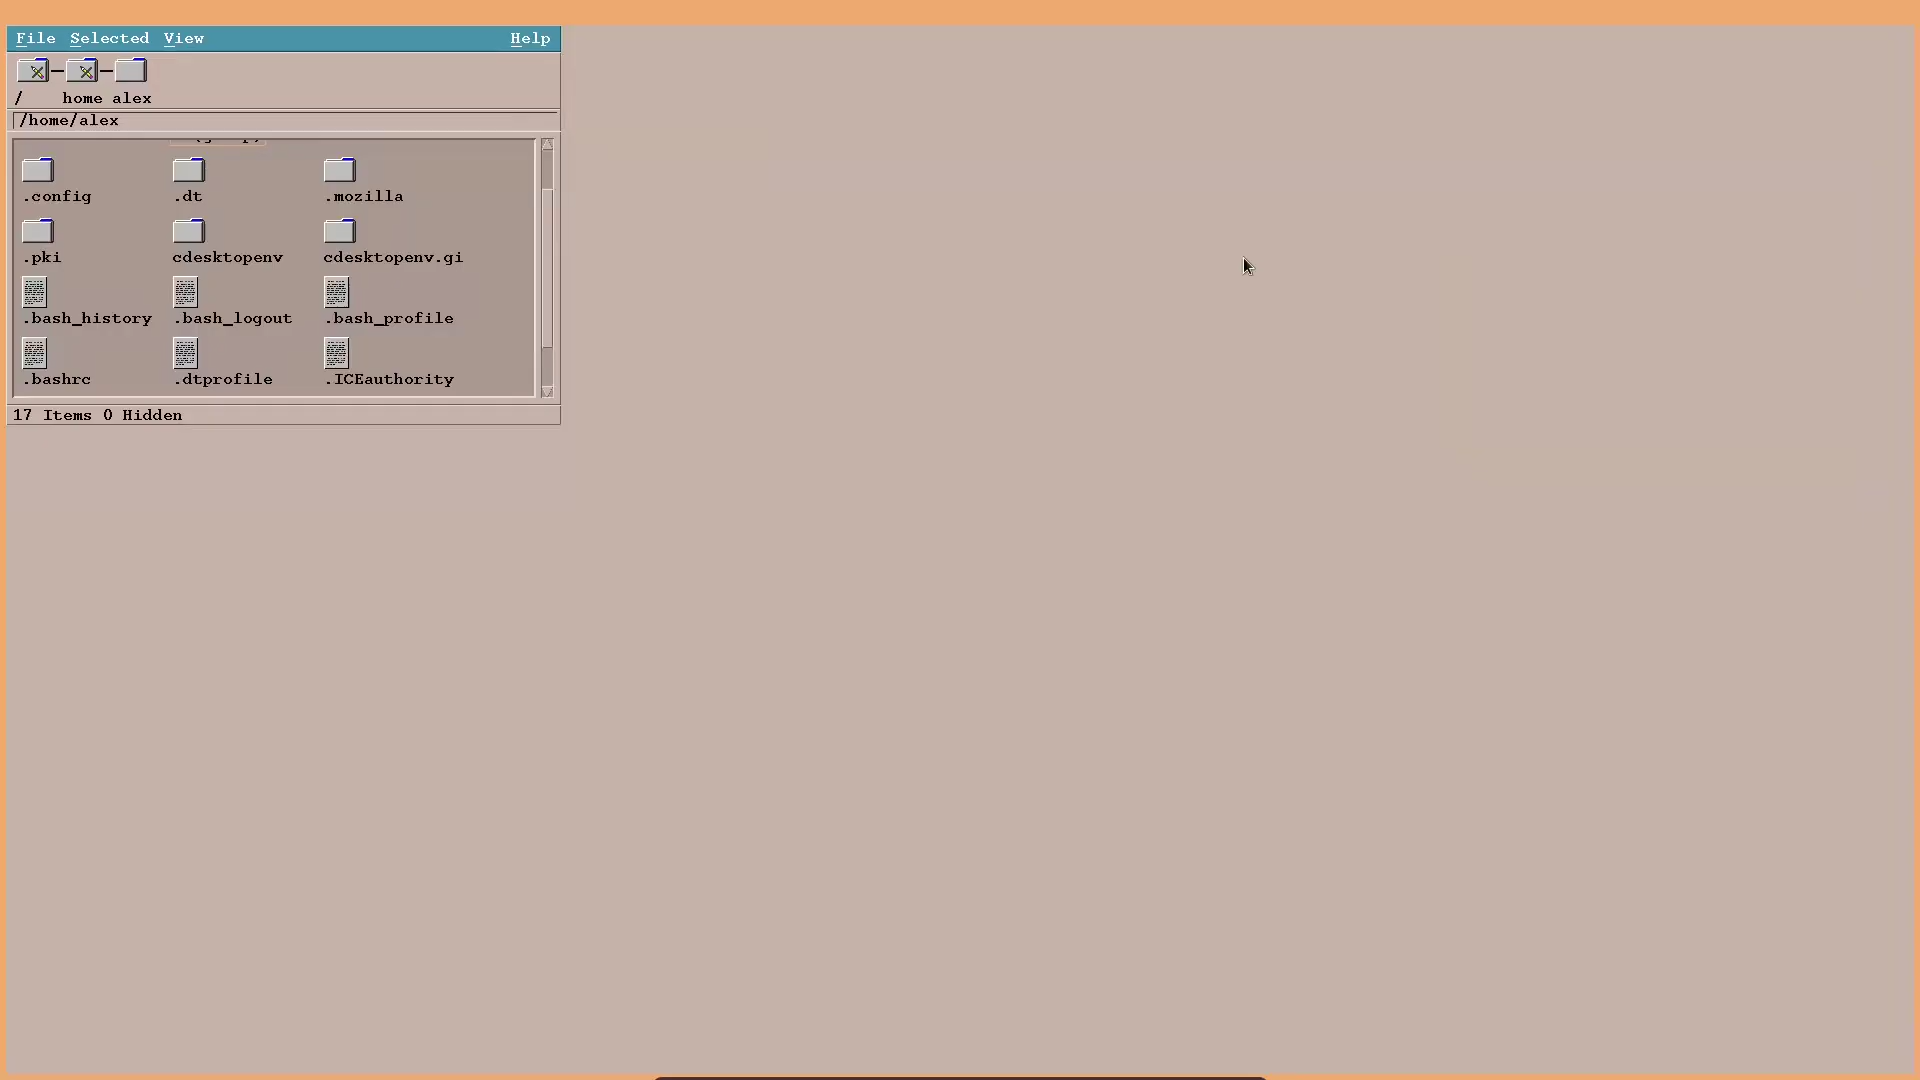 File Selected View Help
/ home alex
/home/alex
.config .dt .mozilla
.pki cdesktopenv cdesktopenv.gi
.bash_history .bash_logout .bash_profile
.bashrc .dtprofile .ICEauthority
17 Items 0 Hidden